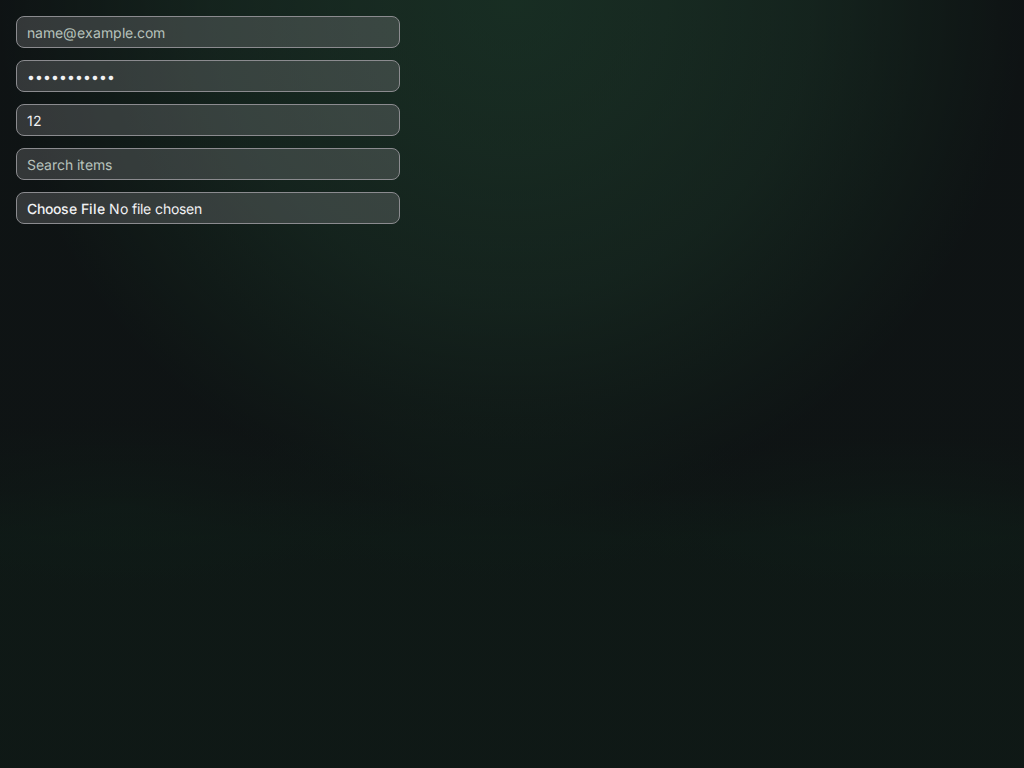 name@example.com
•••••••••••
12
Search items
Choose File No file chosen